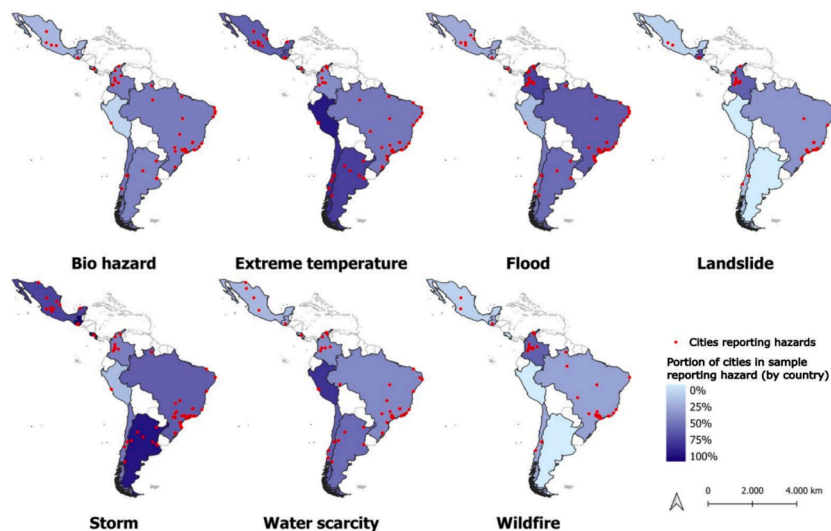 Bio hazard
Extreme temperature
Flood
Landslide
Storm
Water scarcity
Wildfire
Cities reporting hazards
Portion of cities in sample
reporting hazard (by country)
0%
25%
50%
75%
100%
0 2.000 4.000 km